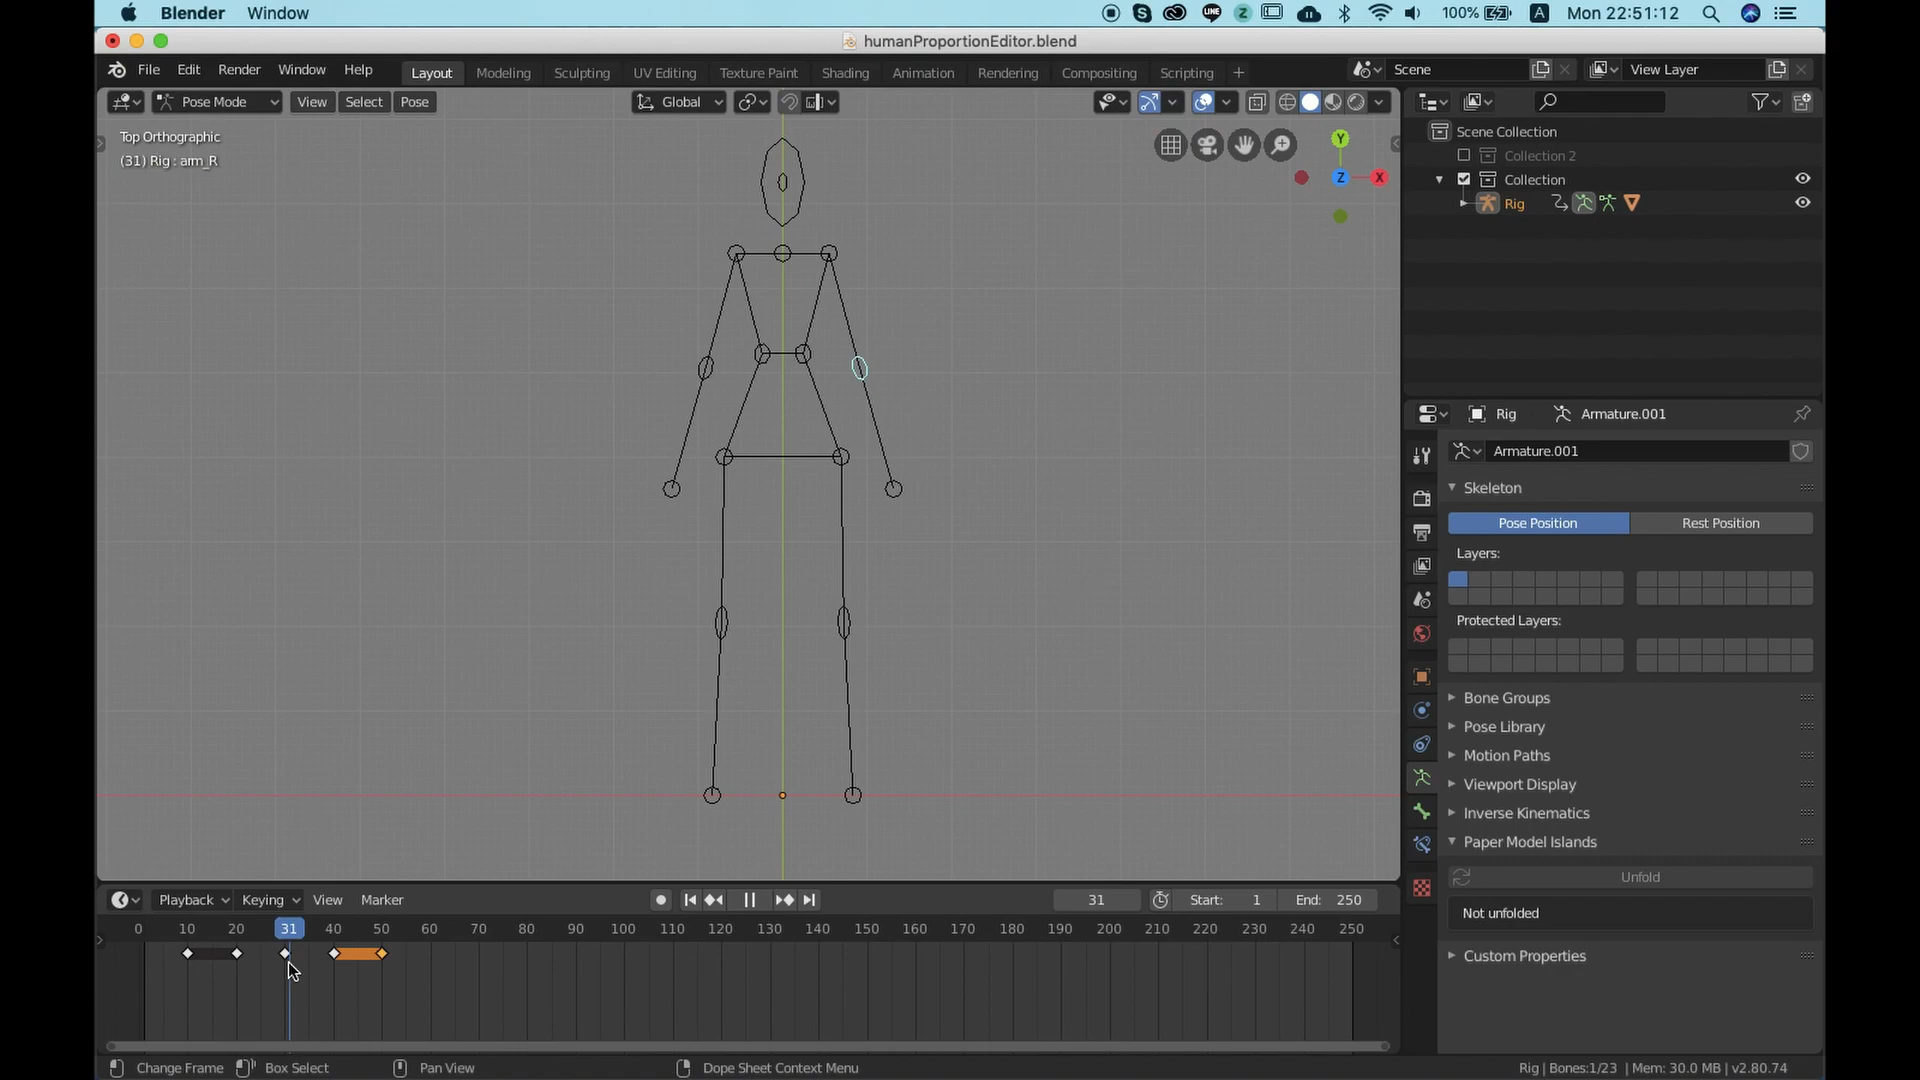 Blender Window 100% A Mon 22:51:12
humanProportionEditor.blend
File Edit Render Window Help Layout Modeling Sculpting UV Editing Texture Paint Shading Animation Rendering Compositing Scripting + Scene View Layer
Pose Mode View Select Pose Global
Top Orthographic
(31) Rig : arm_R
Y
Z
X
Scene Collection
Collection 2
Collection
Rig
Rig Armature.001
Armature.001
Skeleton
Pose Position Rest Position
Layers:
Protected Layers:
Bone Groups
Pose Library
Motion Paths
Viewport Display
Inverse Kinematics
Paper Model Islands
Unfold
Not unfolded
Custom Properties
Playback Keying View Marker 31 Start: 1 End: 250
0 10 20 31 40 50 60 70 80 90 100 110 120 130 140 150 160 170 180 190 200 210 220 230 240 250
Change Frame Box Select Pan View Dope Sheet Context Menu Rig | Bones:1/23 | Mem: 30.0 MB | v2.80.74